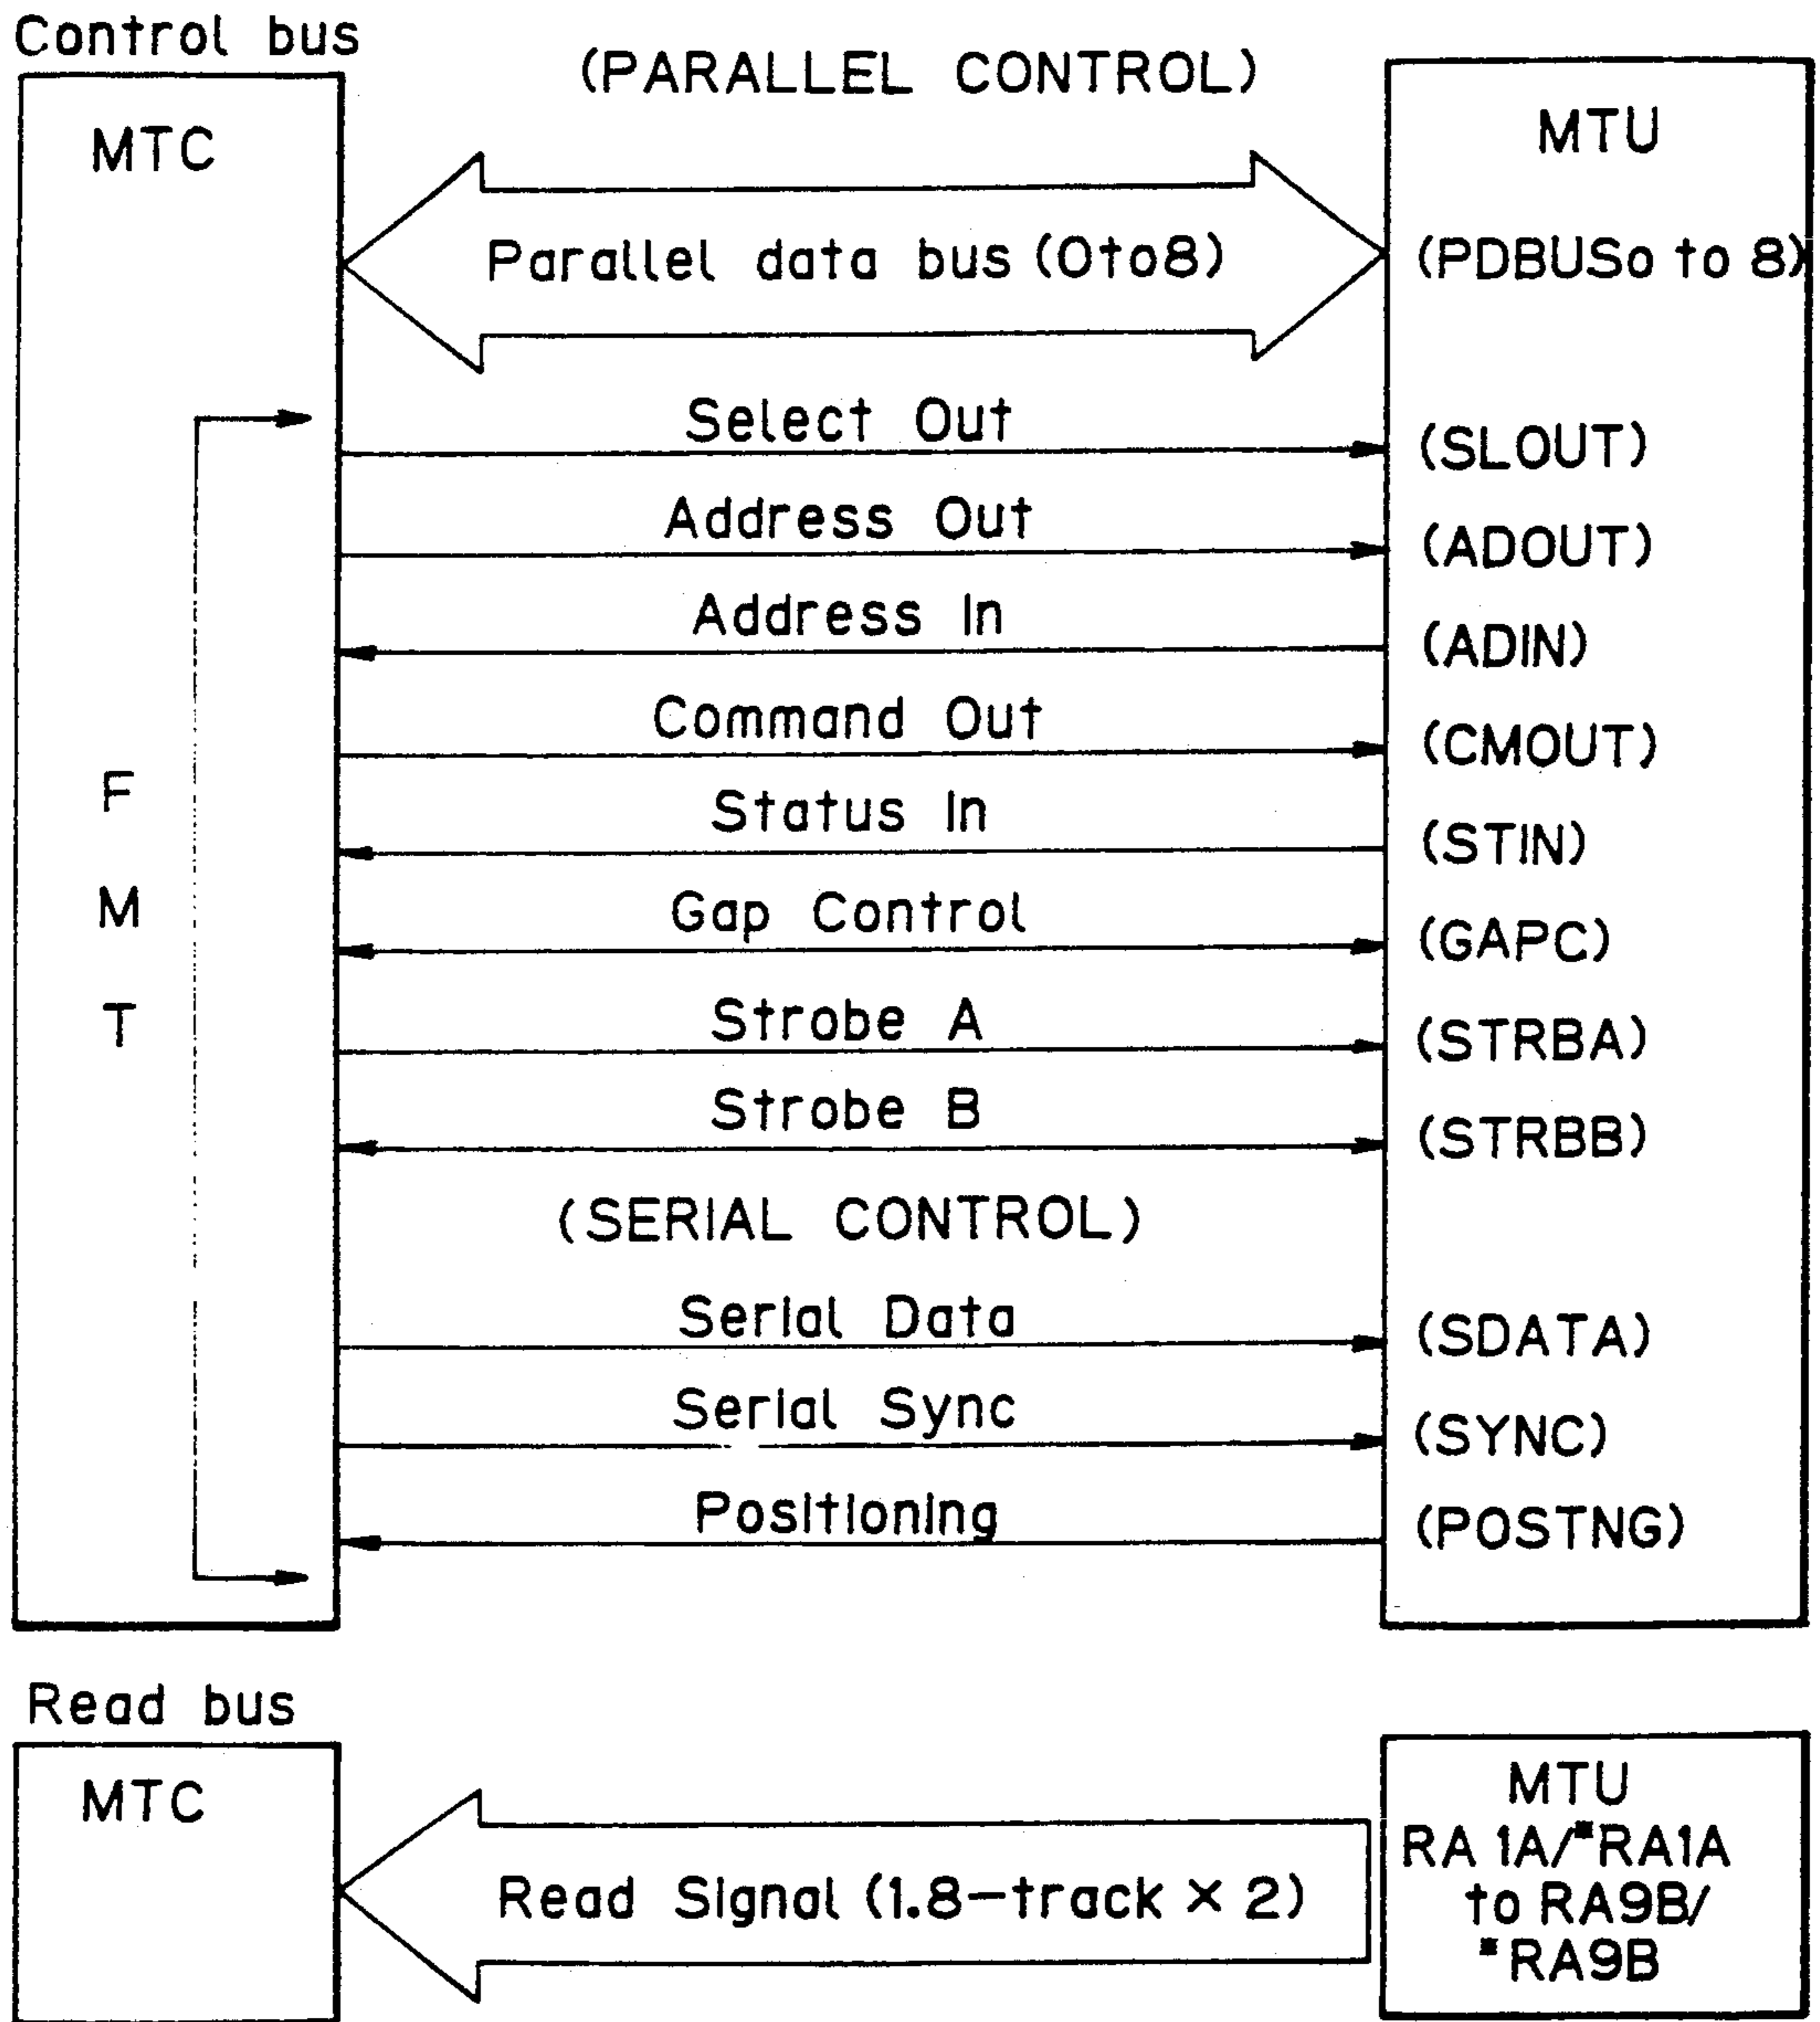 Control bus
(PARALLEL CONTROL)
MTC
MTU
Parallel data bus (0to8)
(PDBUSo to 8)
Select Out
(SLOUT)
Address Out
(ADOUT)
Address In
(ADIN)
Command Out
(CMOUT)
Status In
(STIN)
Gap Control
(GAPC)
Strobe A
(STRBA)
Strobe B
(STRBB)
F
M
T
(SERIAL CONTROL)
Serial Data
(SDATA)
Serial Sync
(SYNC)
Positioning
(POSTNG)
Read bus
MTC
MTU
Read Signal (1.8-track × 2)
RA 1A/*RA1A
to RA9B/
*RA9B